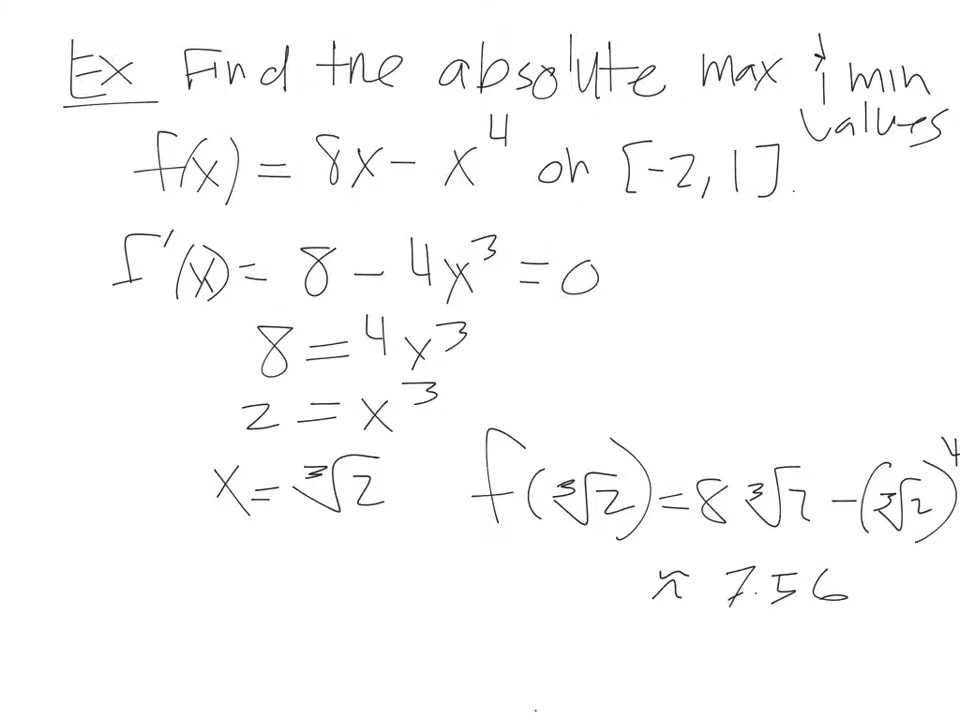 Ex Find the absolute max & min values
f(x) = 8x - x⁴ on [-2, 1].
f'(x) = 8 - 4x³ = 0
8 = 4x³
2 = x³
x = ∛2
f(∛2) = 8∛2 - (∛2)⁴
≈ 7.56